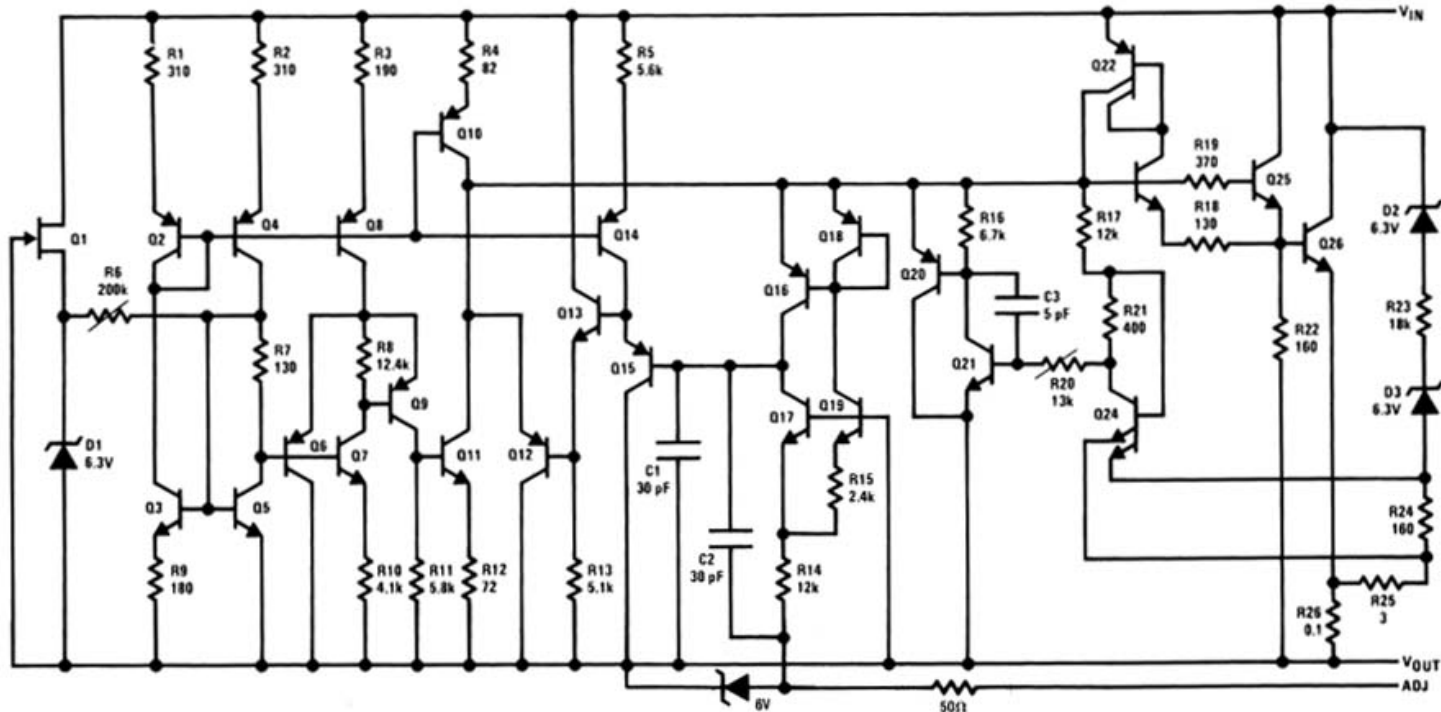 VIN
R1
310
R2
310
R3
190
R4
82
R5
5.6k
Q22
Q10
R19
370
Q25
R18
130
Q1
Q2
Q4
Q8
Q14
Q18
R16
6.7k
R17
12k
Q26
D2
6.3V
R6
200k
Q13
Q16
Q20
C3
5 pF
R21
400
R22
160
R23
18k
R7
130
R8
12.4k
Q9
Q15
Q21
R20
13k
D3
6.3V
D1
6.3V
Q6
Q7
Q11
Q12
Q17
Q19
Q24
C1
30 pF
R15
2.4k
Q3
Q5
R24
160
R9
180
R10
4.1k
R11
5.8k
R12
72
R13
5.1k
C2
30 pF
R14
12k
R26
0.1
R25
3
VOUT
ADJ
6V
50Ω